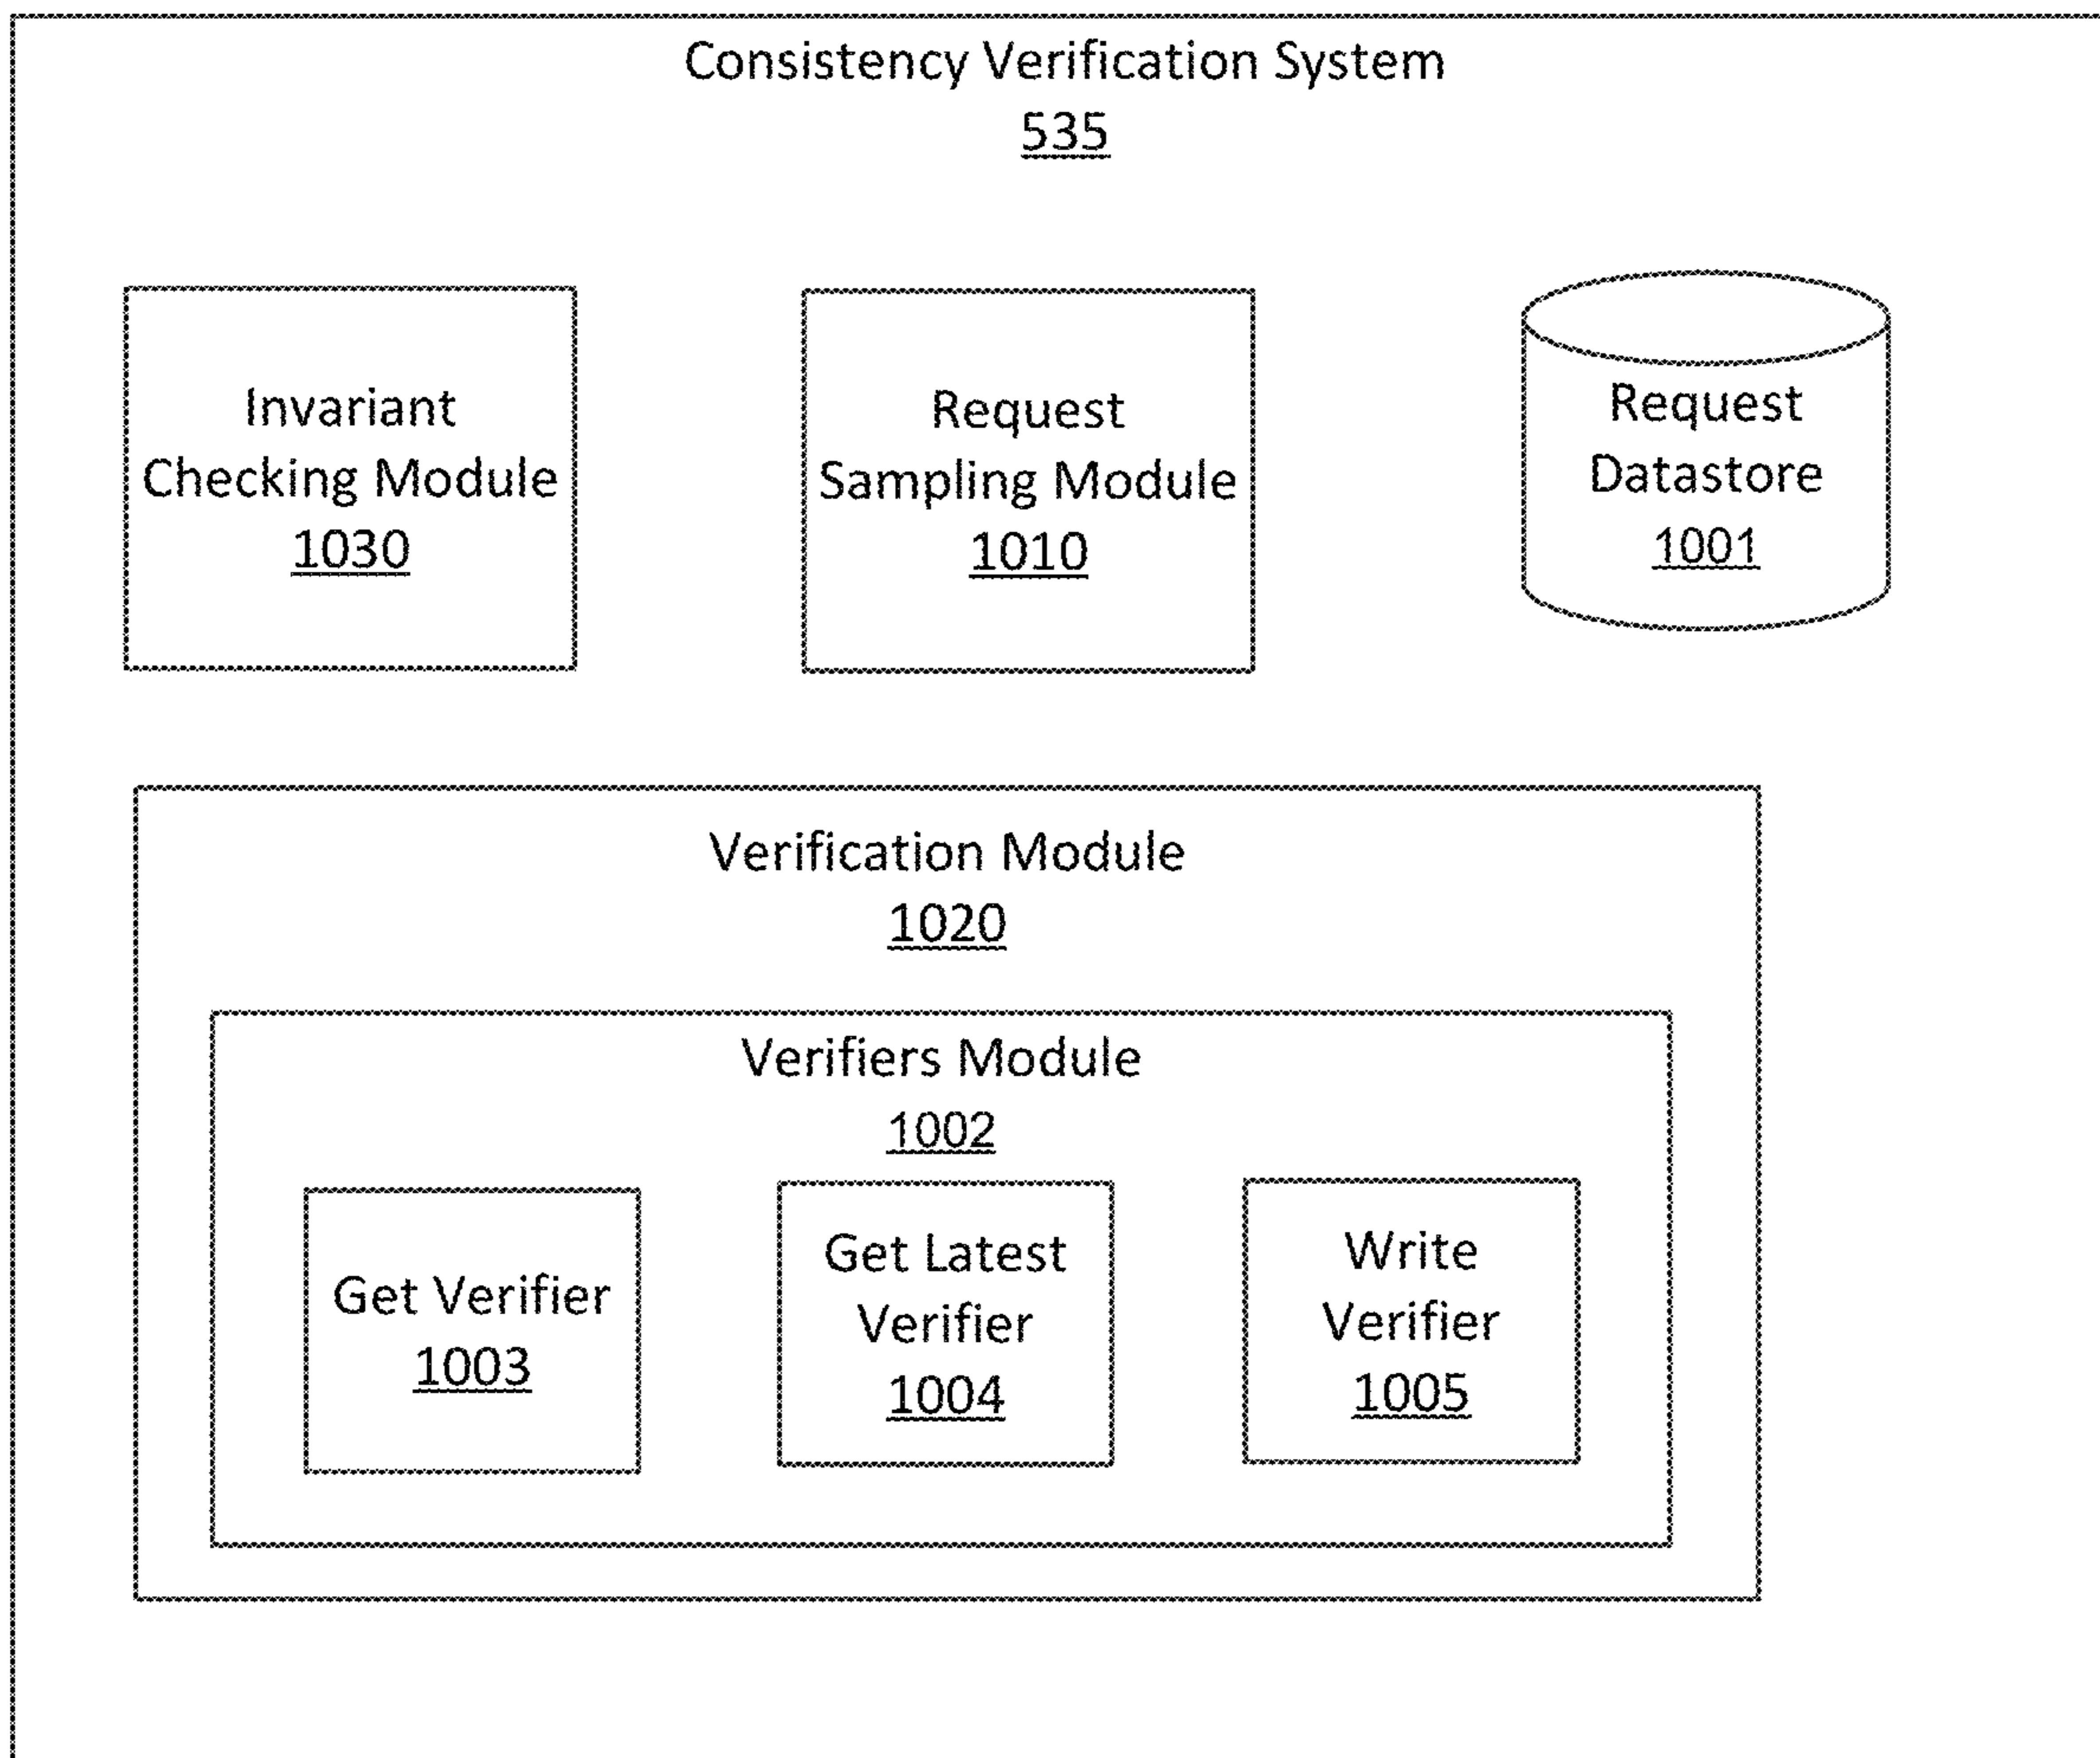 Consistency Verification System
535
Invariant
Checking Module
1030
Request
Sampling Module
1010
Request
Datastore
1001
Verification Module
1020
Verifiers Module
1002
Get Verifier
1003
Get Latest
Verifier
1004
Write
Verifier
1005